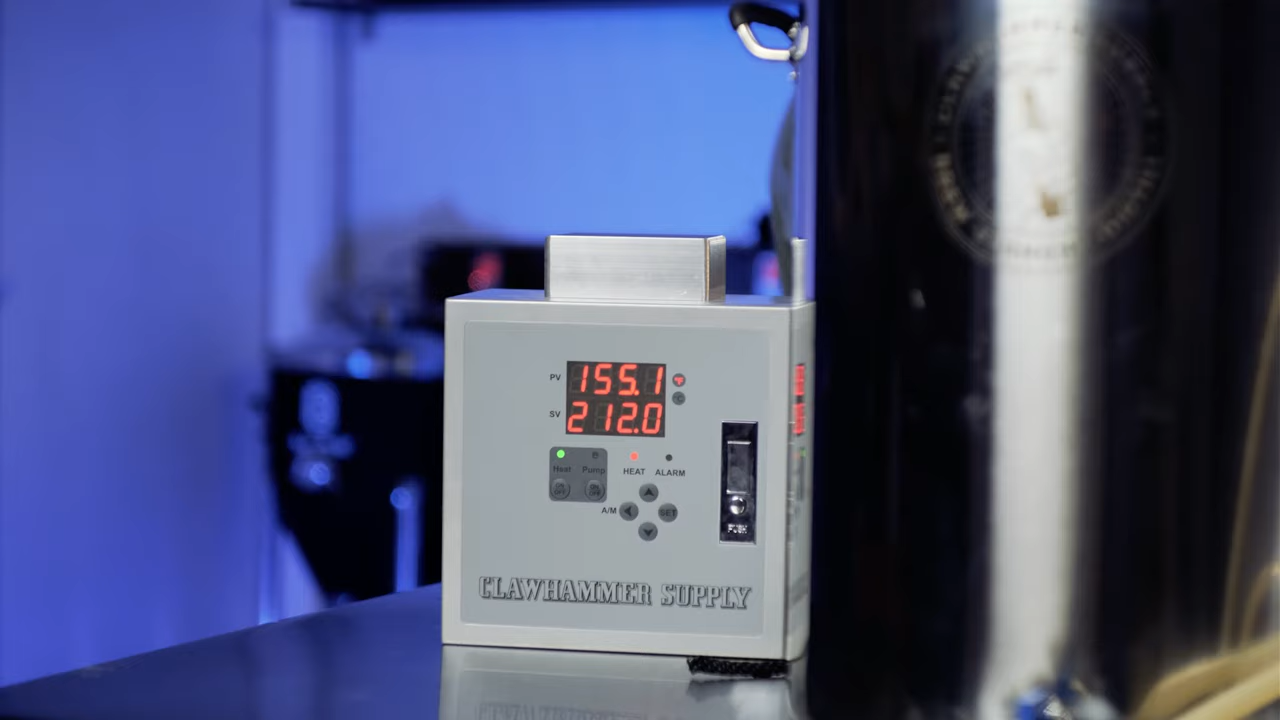 PV 155.1 °F
°C
SV 212.0
Heat Pump HEAT ALARM
A/M SET
PUSH
CLAWHAMMER SUPPLY